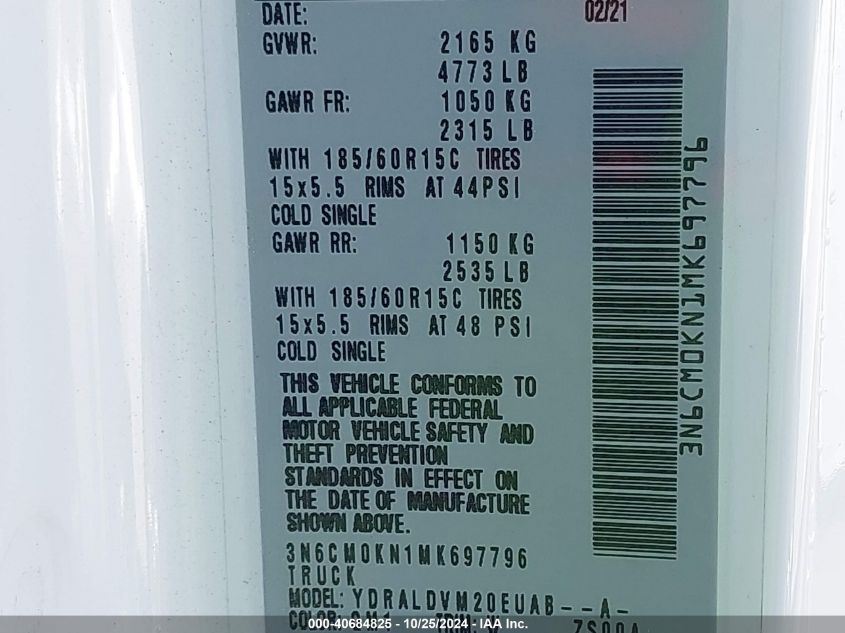 DATE: 02/21
GVWR: 2165 KG
4773 LB
GAWR FR: 1050 KG
2315 LB
WITH 185/60R15C TIRES
15x5.5 RIMS AT 44PSI
COLD SINGLE
GAWR RR: 1150 KG
2535 LB
WITH 185/60R15C TIRES
15x5.5 RIMS AT 48 PSI
COLD SINGLE
THIS VEHICLE CONFORMS TO
ALL APPLICABLE FEDERAL
MOTOR VEHICLE SAFETY AND
THEFT PREVENTION
STANDARDS IN EFFECT ON
THE DATE OF MANUFACTURE
SHOWN ABOVE.
3N6CM0KN1MK697796
TRUCK
MODEL: YDRALDVM20EUAB--A-
COLOR:
3N6CM0KN1MK697796
000-40684825 - 10/25/2024 - IAA Inc.